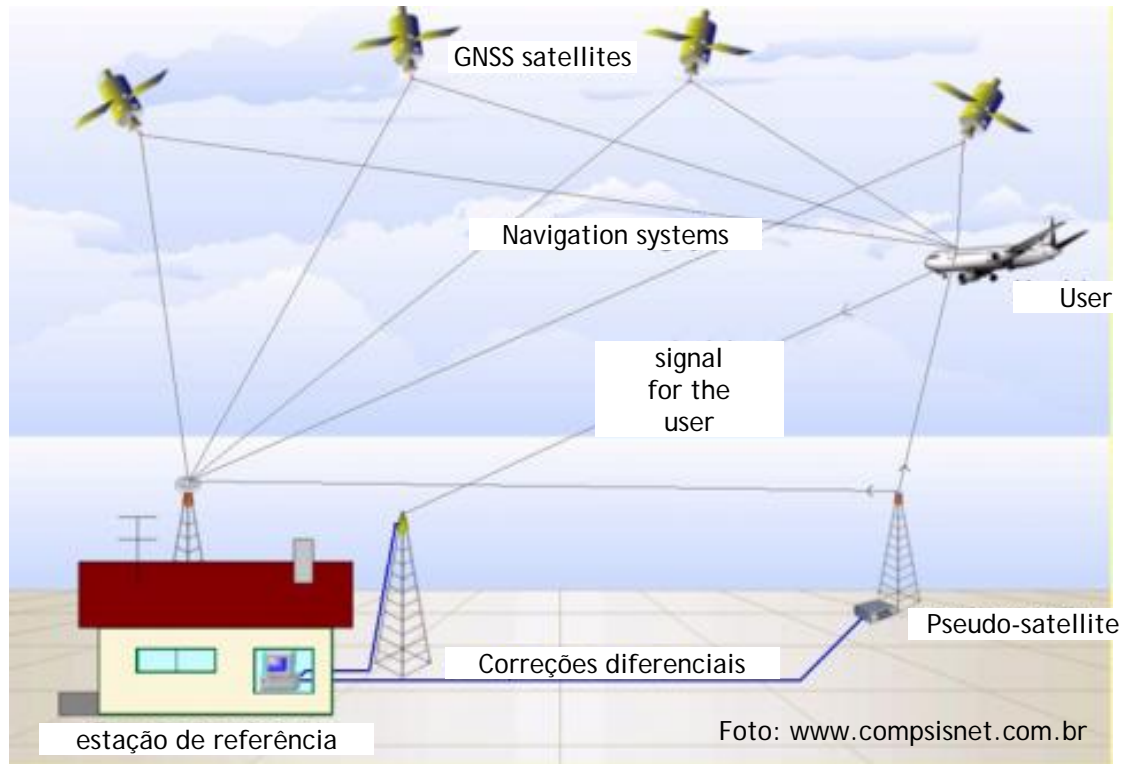 GNSS satellites
Navigation systems
User
signal
for the
user
Pseudo-satellite
Correções diferenciais
estação de referência
Foto: www.compsisnet.com.br